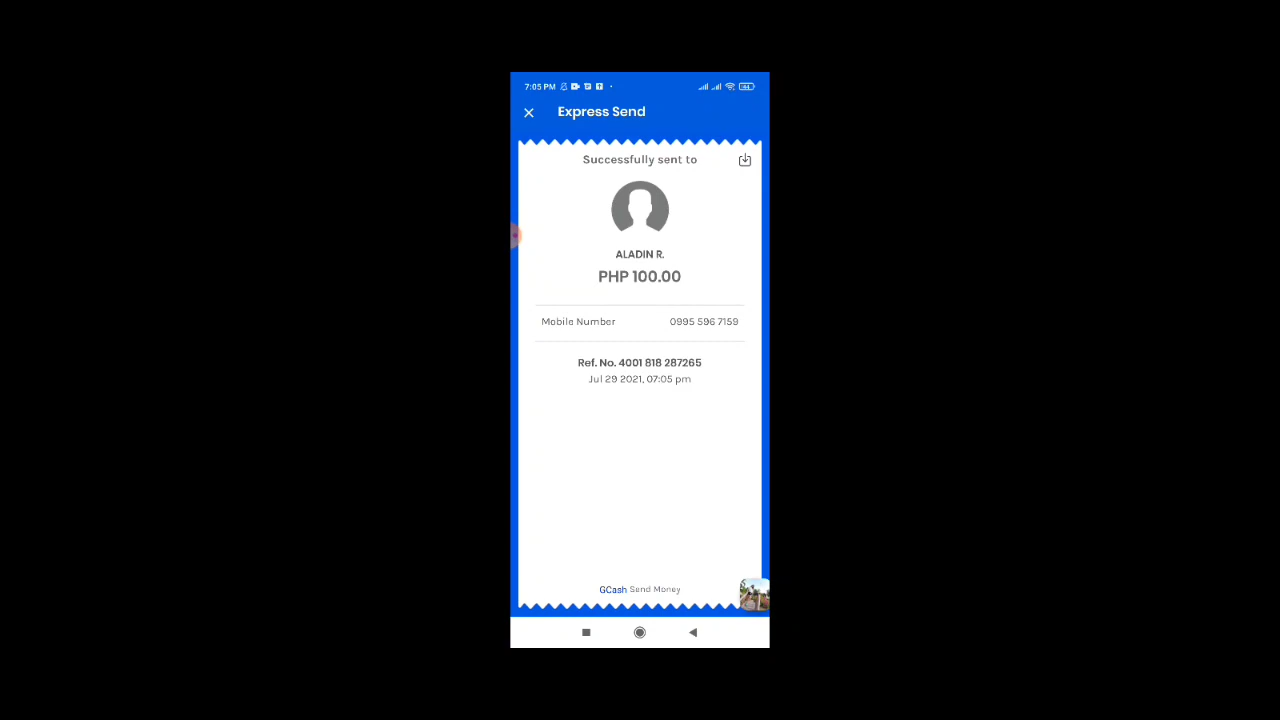 7:05 PM
44
Express Send
Successfully sent to
ALADIN R.
PHP 100.00
Mobile Number 0995 596 7159
Ref. No. 4001 818 287265
Jul 29 2021, 07:05 pm
GCash Send Money